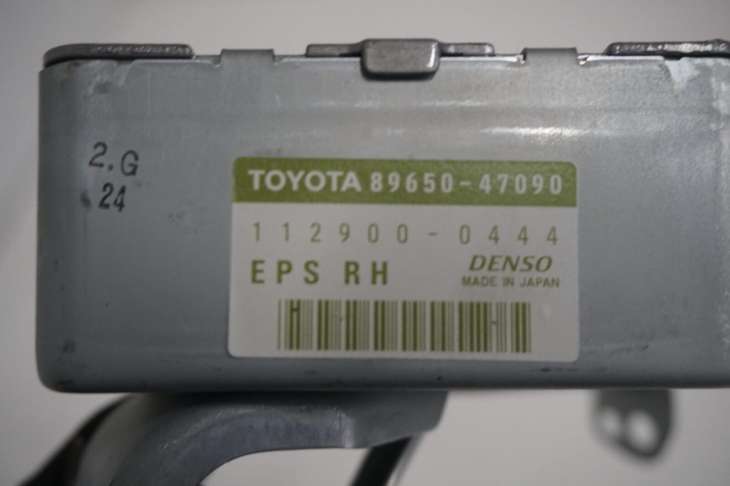 2.G
24
TOYOTA 89650-47090
112900-0444
EPS RH
DENSO
MADE IN JAPAN